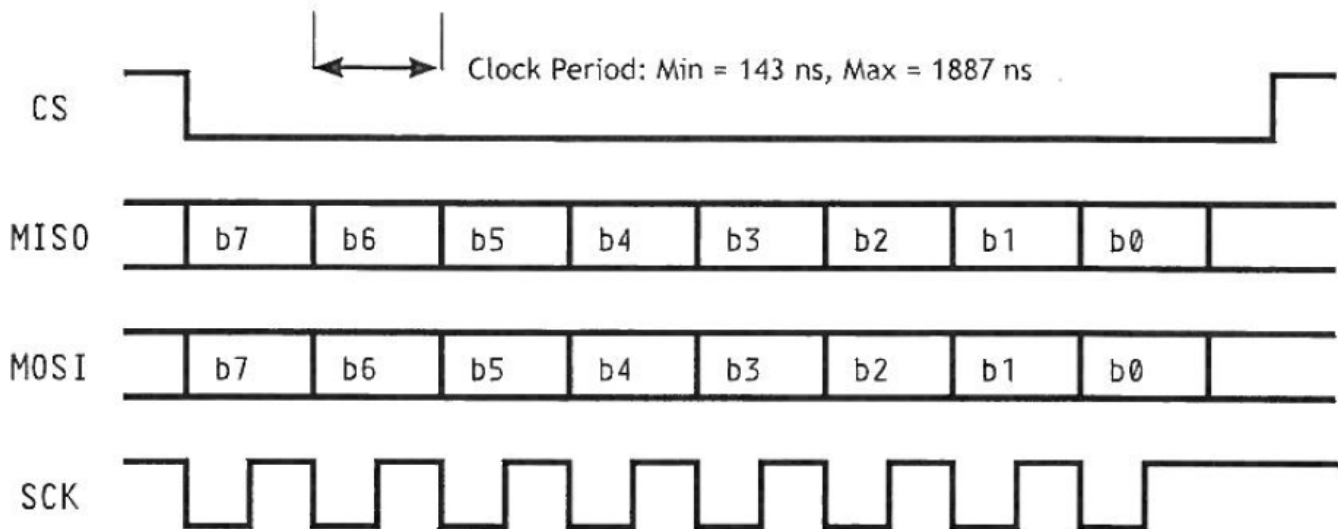 Clock Period: Min = 143 ns, Max = 1887 ns
CS
MISO b7 b6 b5 b4 b3 b2 b1 b0
MOSI b7 b6 b5 b4 b3 b2 b1 b0
SCK